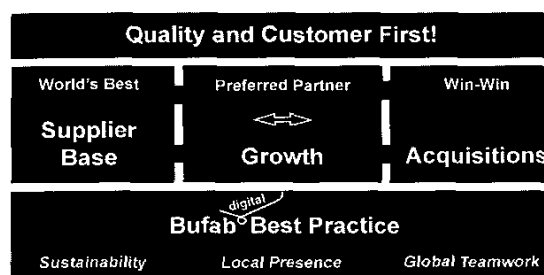 Quality and Customer First!
World's Best
Supplier
Base
Preferred Partner
Growth
Win-Win
Acquisitions
digital
Bufab Best Practice
Sustainability Local Presence Global Teamwork